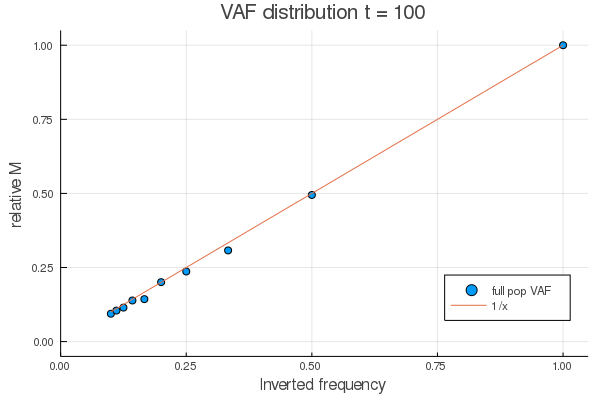 VAF distribution t = 100
relative M
1.00
0.75
0.50
0.25
0.00
0.00 0.25 0.50 0.75 1.00
Inverted frequency
full pop VAF
1/x